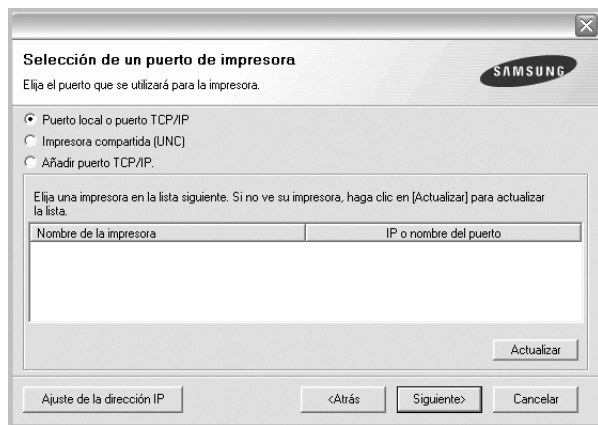 Selección de un puerto de impresora
Elija el puerto que se utilizará para la impresora.
SAMSUNG
Puerto local o puerto TCP/IP
Impresora compartida (UNC)
Añadir puerto TCP/IP.
Elija una impresora en la lista siguiente. Si no ve su impresora, haga clic en [Actualizar] para actualizar
la lista.
Nombre de la impresora IP o nombre del puerto
Actualizar
Ajuste de la dirección IP <Atrás Siguiente> Cancelar